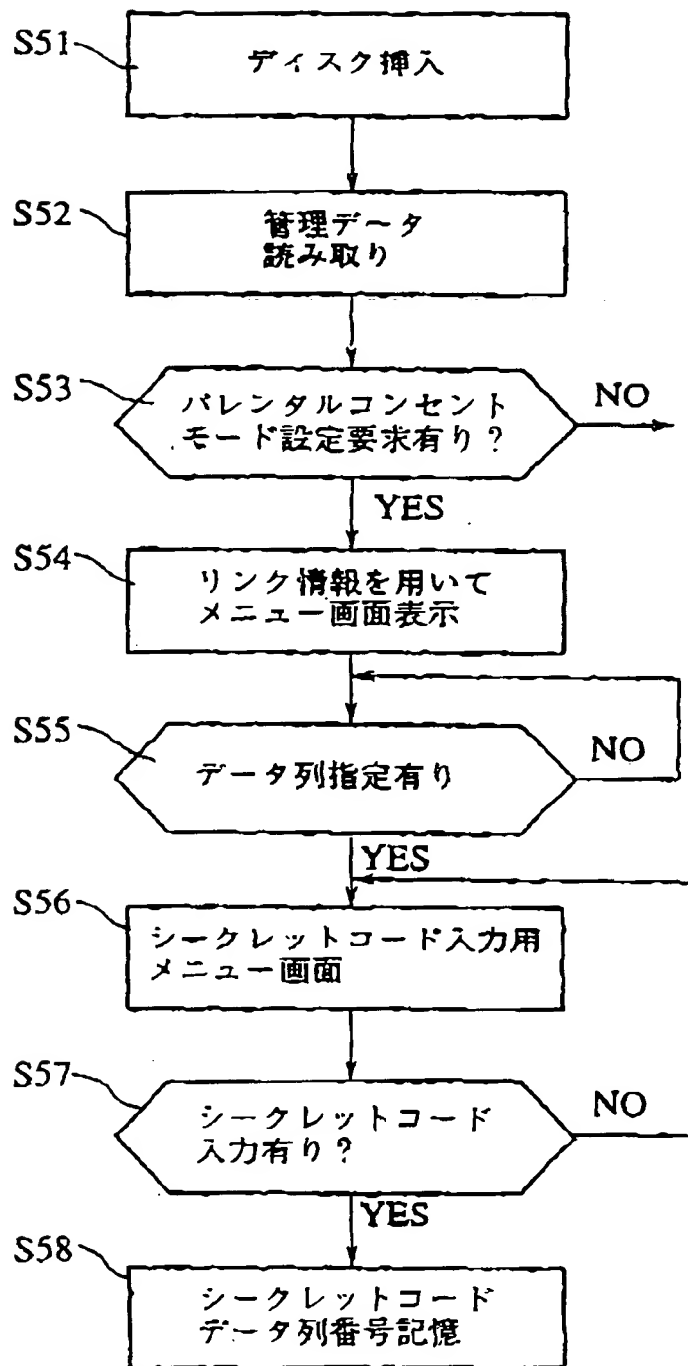 S51
ディスク挿入
S52
管理データ
読み取り
S53
パレンタルコンセント
モード設定要求有り？
NO
YES
S54
リンク情報を用いて
メニュー画面表示
S55
データ列指定有り
NO
YES
S56
シークレットコード入力用
メニュー画面
S57
シークレットコード
入力有り？
NO
YES
S58
シークレットコード
データ列番号記憶